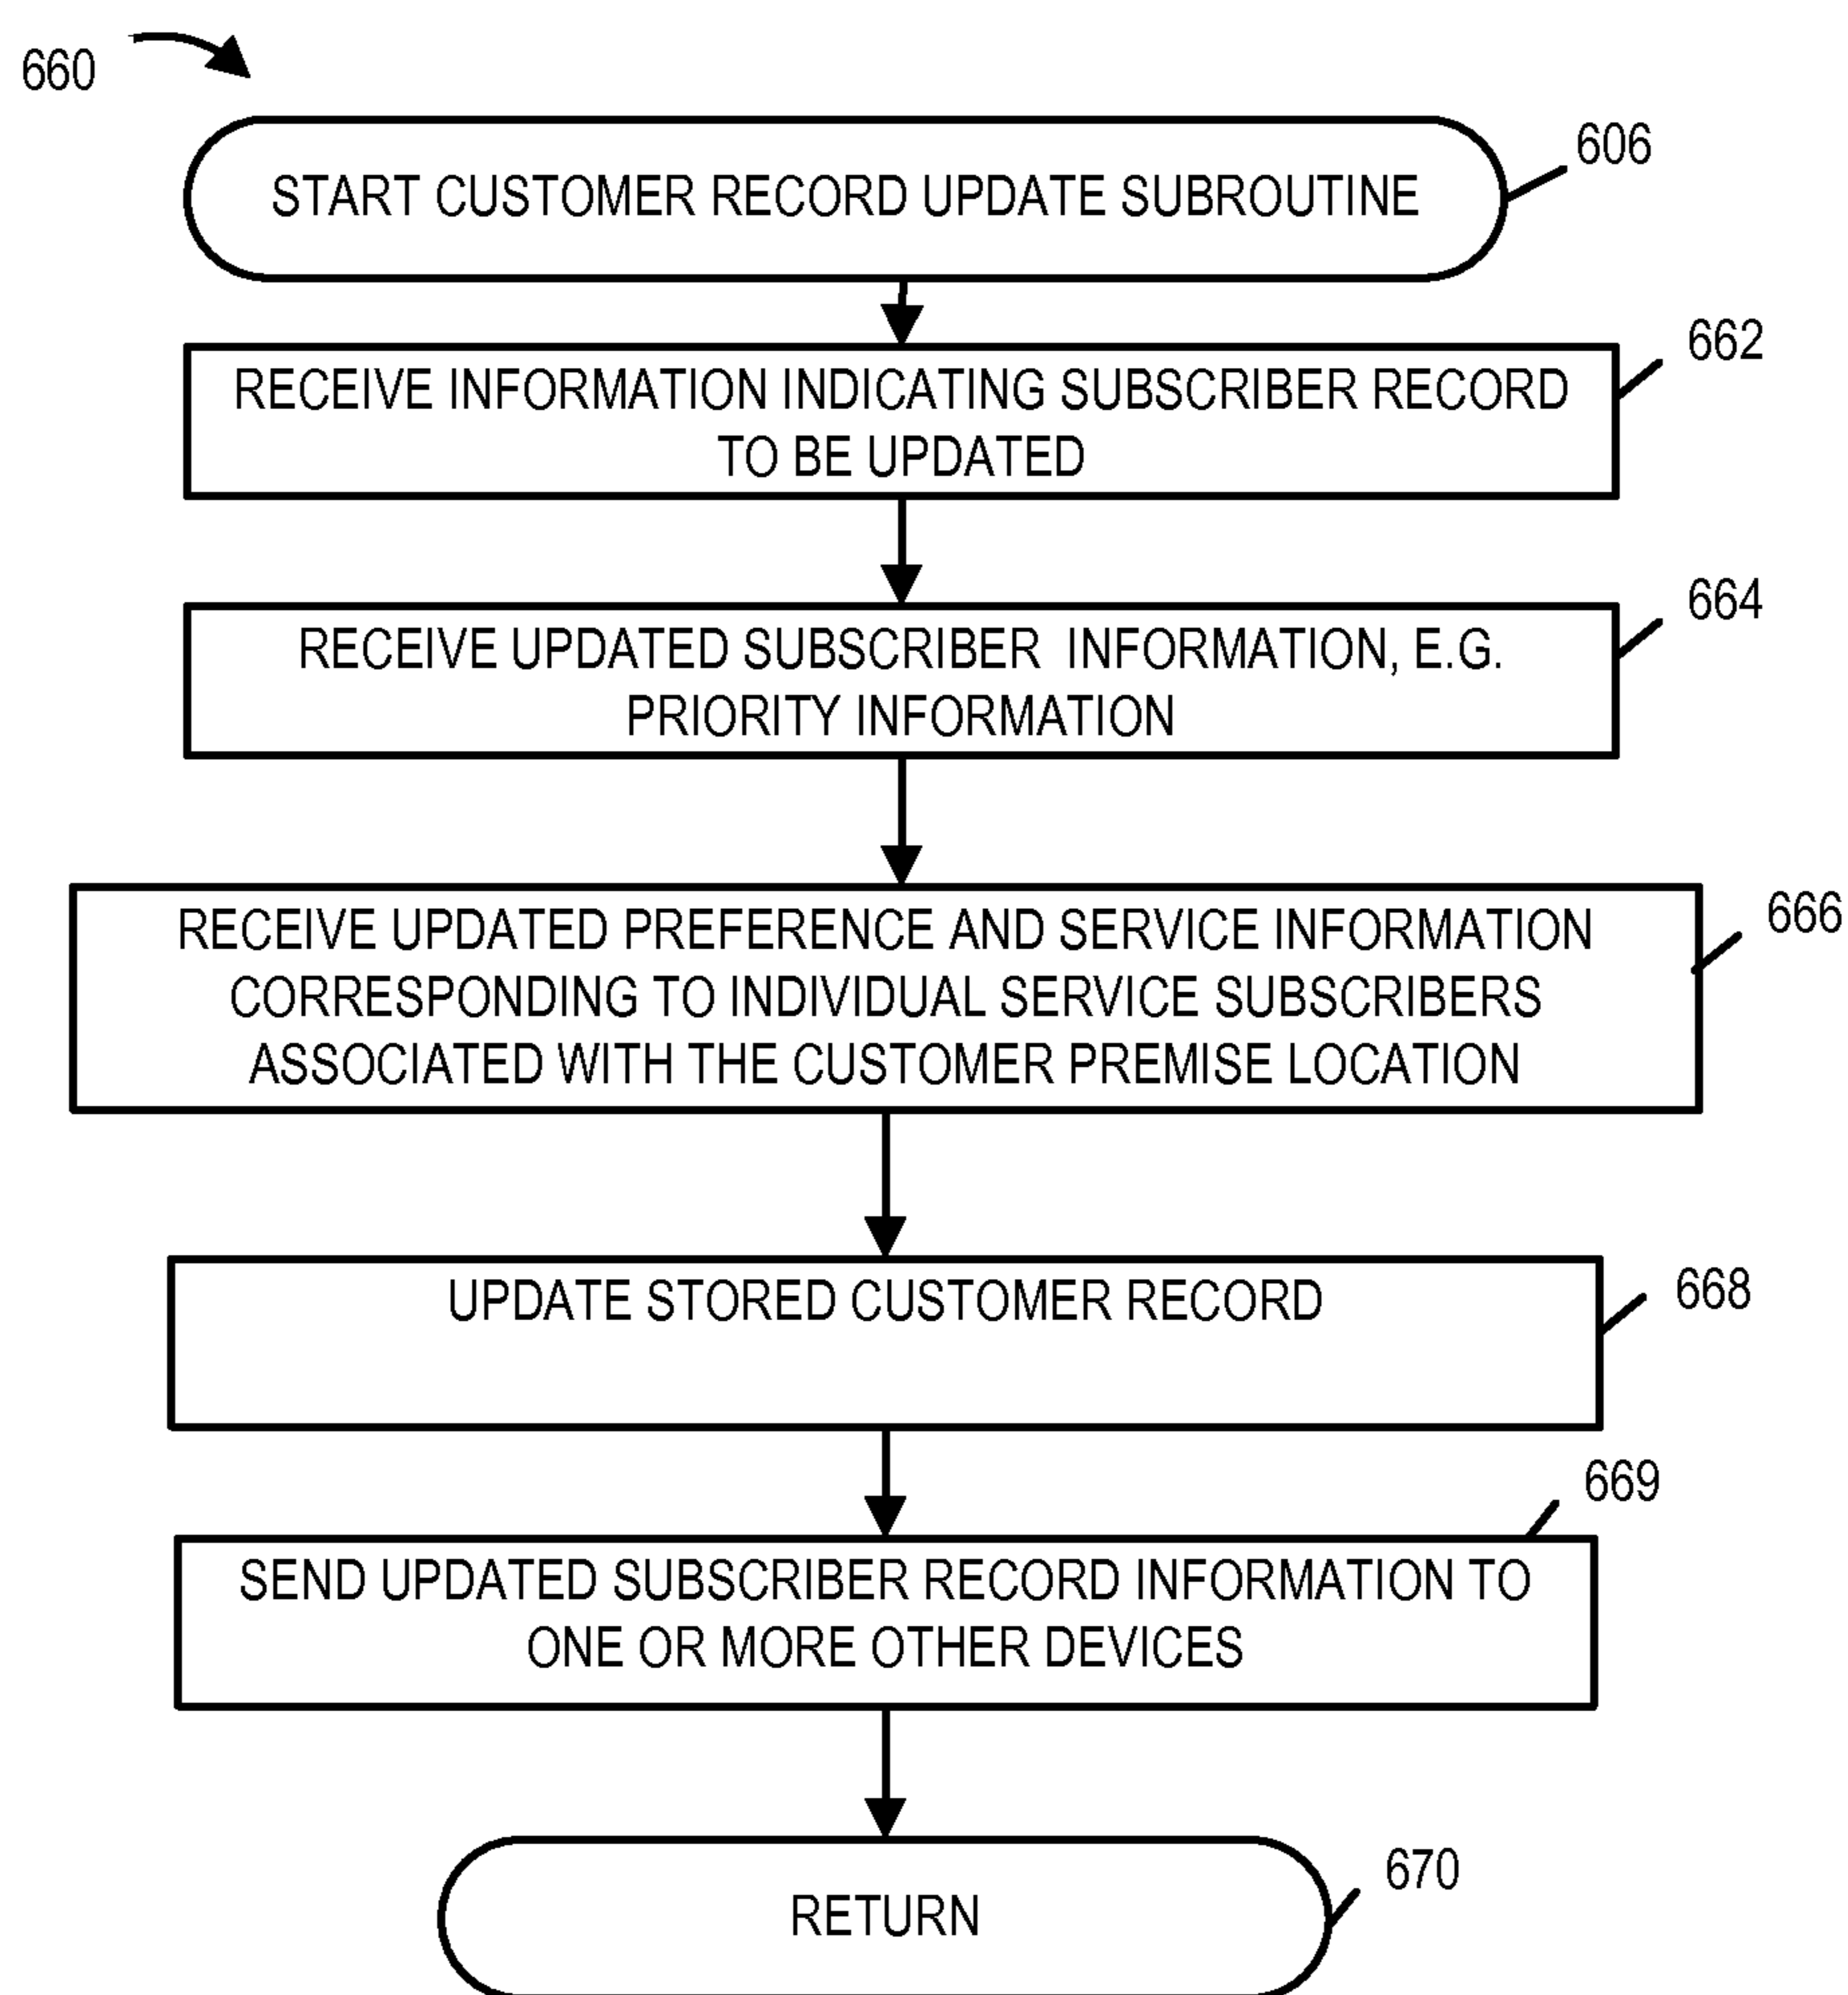 660
606
START CUSTOMER RECORD UPDATE SUBROUTINE
662
RECEIVE INFORMATION INDICATING SUBSCRIBER RECORD
TO BE UPDATED
664
RECEIVE UPDATED SUBSCRIBER INFORMATION, E.G.
PRIORITY INFORMATION
666
RECEIVE UPDATED PREFERENCE AND SERVICE INFORMATION
CORRESPONDING TO INDIVIDUAL SERVICE SUBSCRIBERS
ASSOCIATED WITH THE CUSTOMER PREMISE LOCATION
668
UPDATE STORED CUSTOMER RECORD
669
SEND UPDATED SUBSCRIBER RECORD INFORMATION TO
ONE OR MORE OTHER DEVICES
670
RETURN